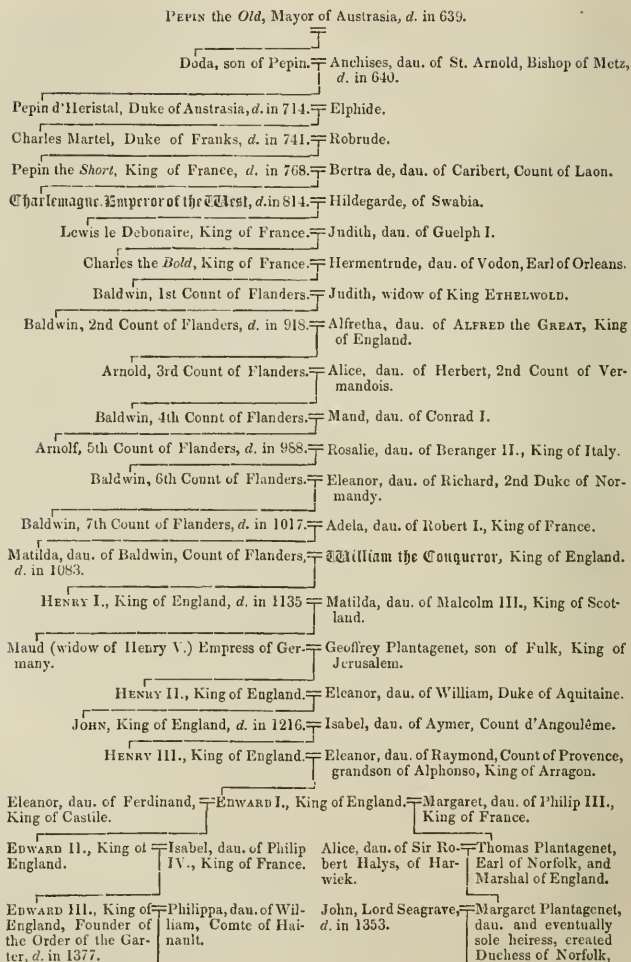 PEPIN the Old, Mayor of Austrasia, d. in 639.
Doda, son of Pepin. Anchises, dau. of St. Arnold, Bishop of Metz,
d. in 640.
Pepin d'Heristal, Duke of Anstrasia, d. in 714. Elphide.
Charles Martel, Duke of Franks, d. in 741. Robrude.
Pepin the Short, King of France, d. in 768. Bertra de, dau. of Caribert, Count of Laon.
Charlemagne, Emperor of the West, d. in 814. Hildegarde, of Swabia.
Lewis le Debonaire, King of France. Judith, dau. of Guelph I.
Charles the Bold, King of France. Hermentrude, dau. of Vodon, Earl of Orleans.
Baldwin, 1st Count of Flanders. Judith, widow of King ETHELWOLD.
Baldwin, 2nd Count of Flanders, d. in 918. Alfretha, dau. of ALFRED the GREAT, King
of England.
Arnold, 3rd Count of Flanders. Alice, dau. of Herbert, 2nd Count of Ver-
mandois.
Baldwin, 4th Count of Flanders. Mand, dau. of Conrad I.
Arnolf, 5th Count of Flanders, d. in 988. Rosalie, dau. of Beranger II., King of Italy.
Baldwin, 6th Count of Flanders. Eleanor, dau. of Richard, 2nd Duke of Nor-
mandy.
Baldwin, 7th Count of Flanders, d. in 1017. Adela, dau. of Robert I., King of France.
Matilda, dau. of Baldwin, Count of Flanders, William the Conqueror, King of England.
d. in 1083.
HENRY I., King of England, d. in 1135 Matilda, dau. of Malcolm III., King of Scot-
land.
Maud (widow of Henry V.) Empress of Ger- Geoffrey Plantagenet, son of Fulk, King of
many. Jerusalem.
HENRY II., King of England. Eleanor, dau. of William, Duke of Aquitaine.
JOHN, King of England, d. in 1216. Isabel, dau. of Aymer, Count d'Angoulême.
HENRY III., King of England. Eleanor, dau. of Raymond, Count of Provence,
grandson of Alphonso, King of Arragon.
Eleanor, dau. of Ferdinand, EDWARD I., King of England. Margaret, dau. of Philip III.,
King of Castile. King of France.
EDWARD II., King of Isabel, dau. of Philip Alice, dau. of Sir Ro- Thomas Plantagenet,
England. IV., King of France. bert Halys, of Har- Earl of Norfolk, and
wick. Marshal of England.
EDWARD III., King of Philippa, dau. of Wil- John, Lord Seagrave, Margaret Plantagenet,
England, Founder of liam, Comte of Hai- d. in 1353. dau. and eventually
the Order of the Gar- nault. sole heiress, created
ter, d. in 1377. Duchess of Norfolk,